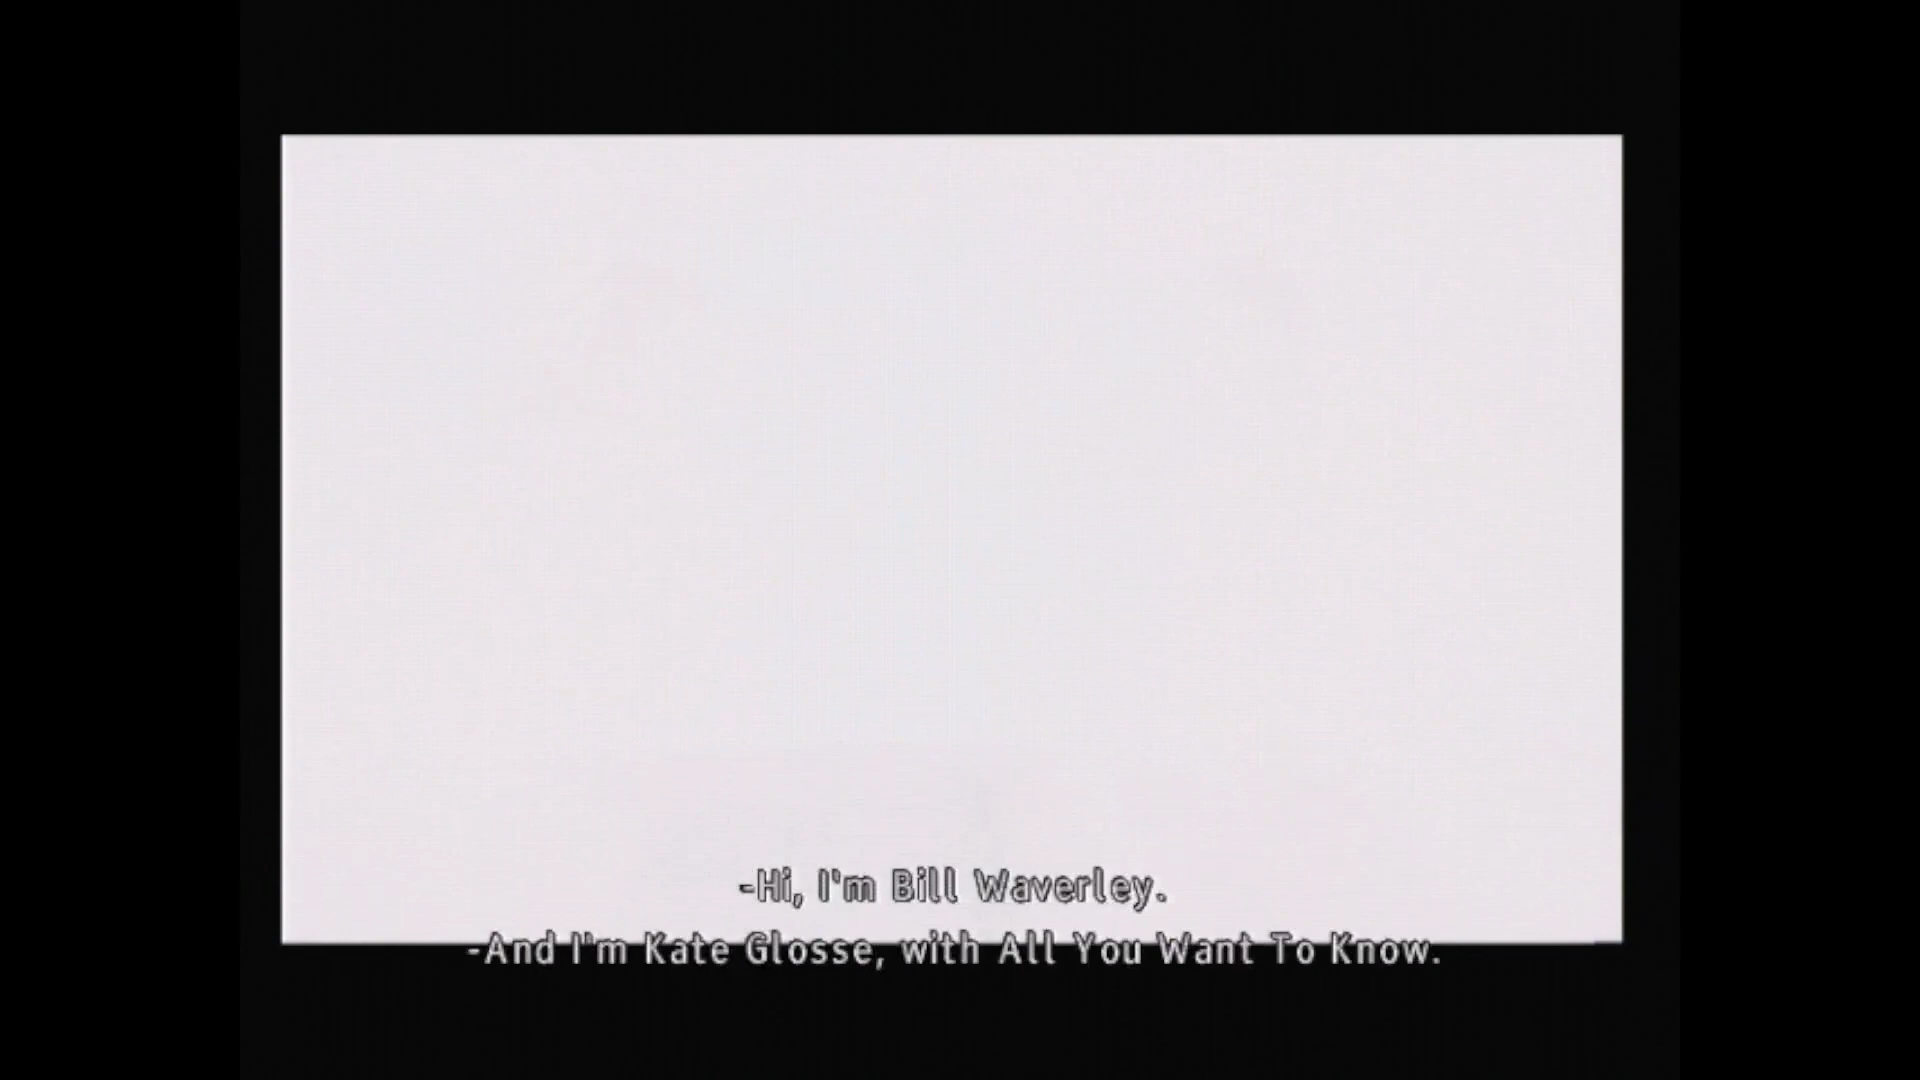 -Hi, I'm Bill Waverley.
-And I'm Kate Glosse, with All You Want To Know.